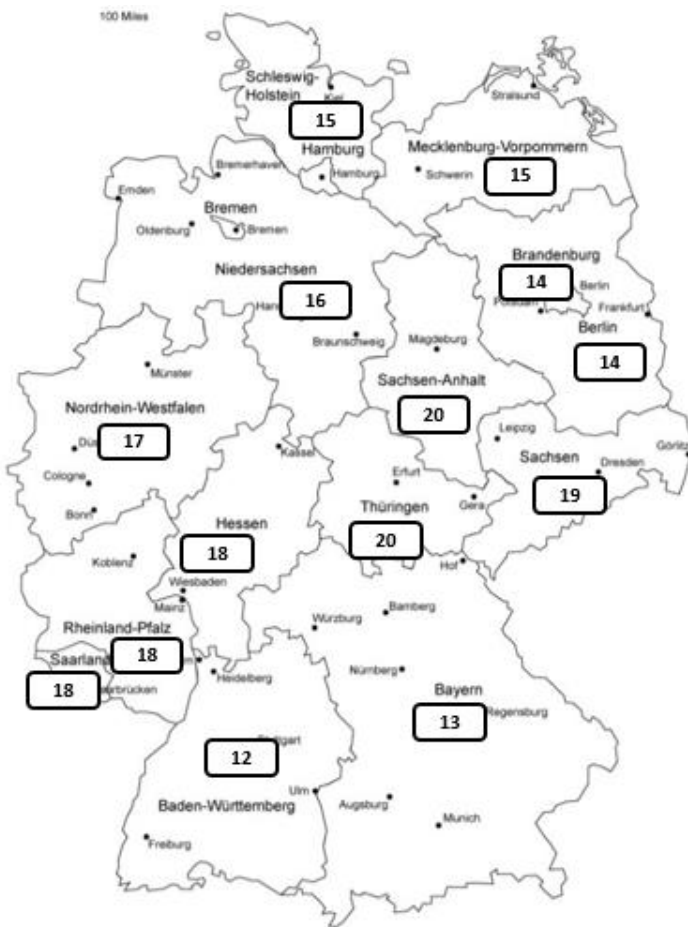 100 Miles
Schleswig-
Holstein
Kiel
15
Stralsund
Hamburg
Hamburg
Mecklenburg-Vorpommern
Schwerin
15
Bremerhaven
Emden
Bremen
Oldenburg
Bremen
Brandenburg
14
Berlin
Frankfurt
Berlin
14
Niedersachsen
16
Braunschweig
Magdeburg
Sachsen-Anhalt
20
Münster
Nordrhein-Westfalen
17
Cologne
Bonn
Kassel
Leipzig
Görlitz
Sachsen
Dresden
19
Erfurt
Thüringen
Gera
20
Hessen
18
Koblenz
Wiesbaden
Mainz
Hof
Rheinland-Pfalz
18
Saarland
18
Heidelberg
Würzburg
Bamberg
Nürnberg
Bayern
13
Regensburg
12
Ulm
Baden-Württemberg
Augsburg
Munich
Freiburg